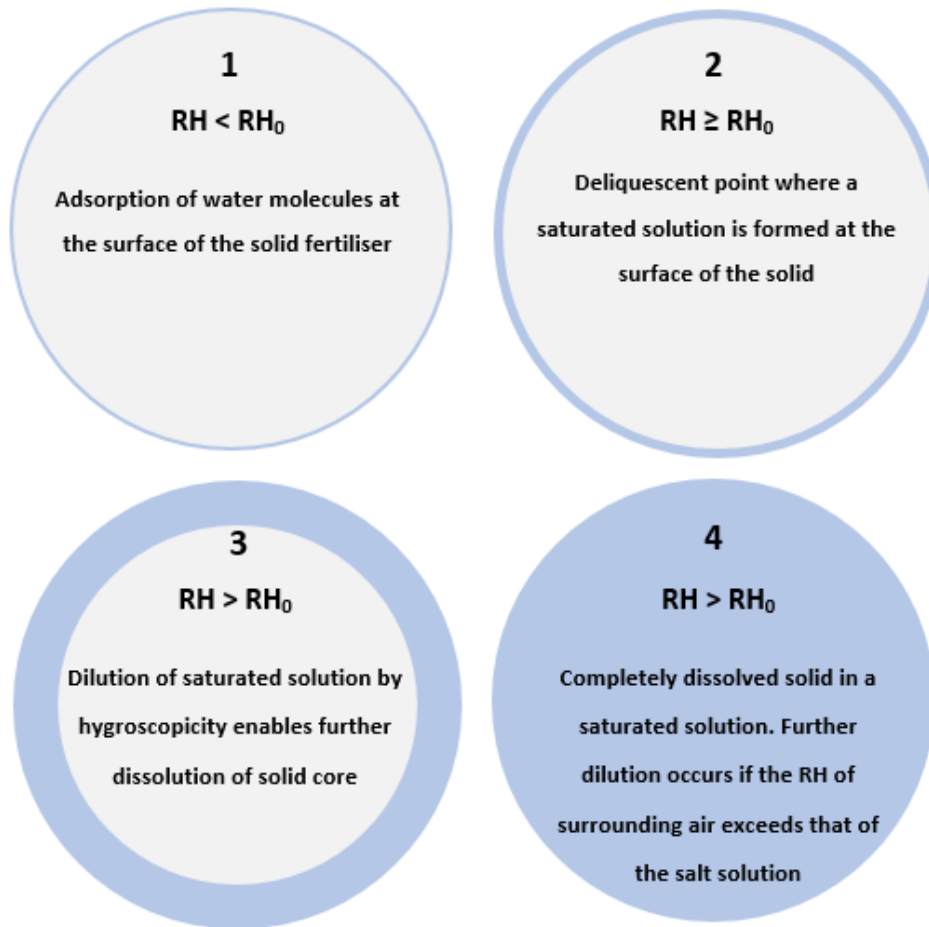 1
RH < RH₀
Adsorption of water molecules at
the surface of the solid fertiliser
2
RH ≥ RH₀
Deliquescent point where a
saturated solution is formed at the
surface of the solid
3
RH > RH₀
Dilution of saturated solution by
hygroscopicity enables further
dissolution of solid core
4
RH > RH₀
Completely dissolved solid in a
saturated solution. Further
dilution occurs if the RH of
surrounding air exceeds that of
the salt solution